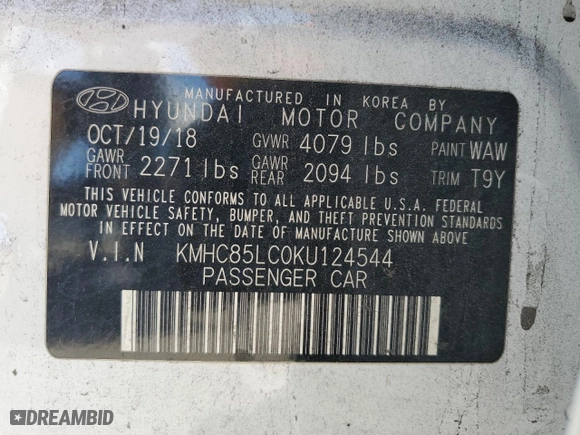 MANUFACTURED IN KOREA BY
HYUNDAI MOTOR COMPANY
OCT/19/18 GVWR 4079 lbs PAINT WAW
GAWR FRONT 2271 lbs GAWR REAR 2094 lbs TRIM T9Y
THIS VEHICLE CONFORMS TO ALL APPLICABLE U.S.A. FEDERAL
MOTOR VEHICLE SAFETY, BUMPER, AND THEFT PREVENTION STANDARDS
IN EFFECT ON THE DATE OF MANUFACTURE SHOWN ABOVE.
V.I.N KMHC85LC0KU124544
PASSENGER CAR
DREAMBID